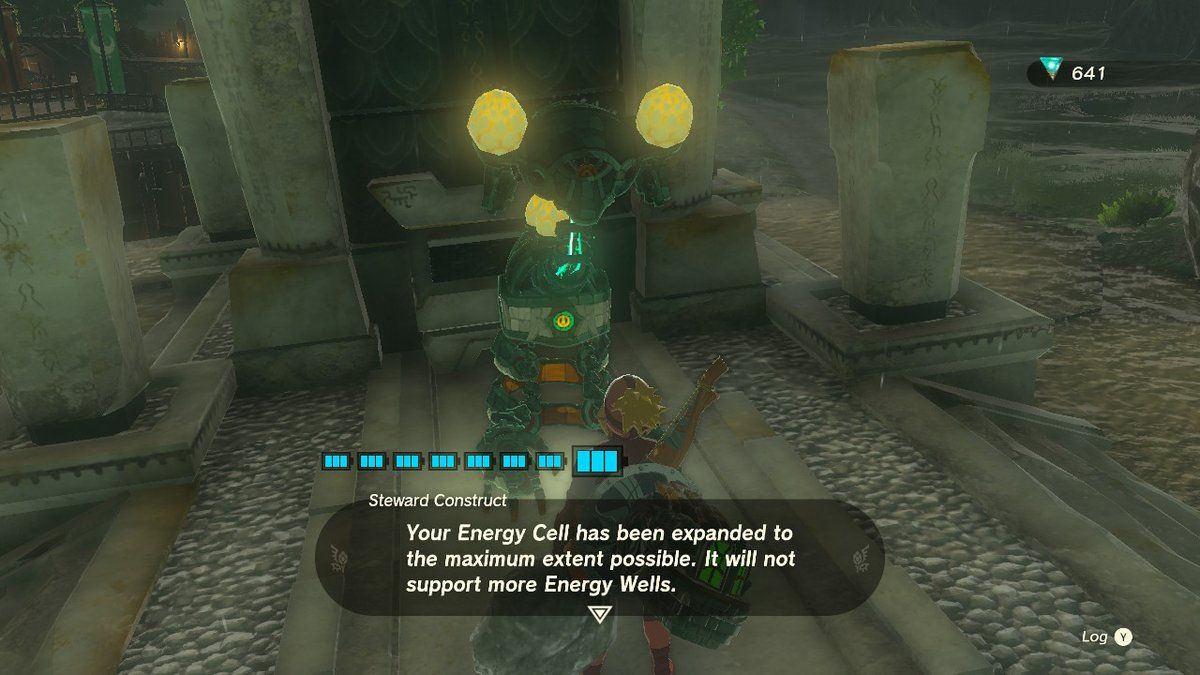 641
Steward Construct
Your Energy Cell has been expanded to
the maximum extent possible. It will not
support more Energy Wells.
Log Y